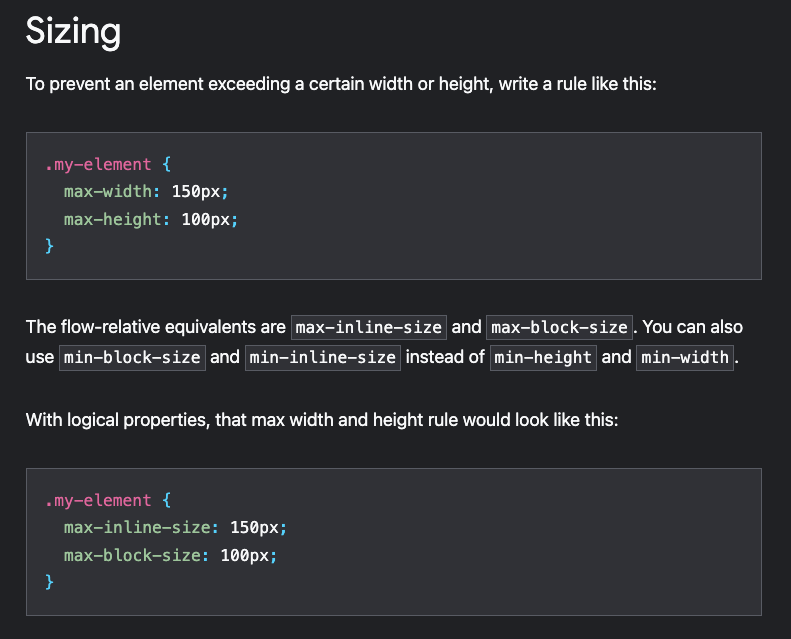 Sizing
To prevent an element exceeding a certain width or height, write a rule like this:
.my-element {
  max-width: 150px;
  max-height: 100px;
}
The flow-relative equivalents are max-inline-size and max-block-size. You can also
use min-block-size and min-inline-size instead of min-height and min-width.
With logical properties, that max width and height rule would look like this:
.my-element {
  max-inline-size: 150px;
  max-block-size: 100px;
}